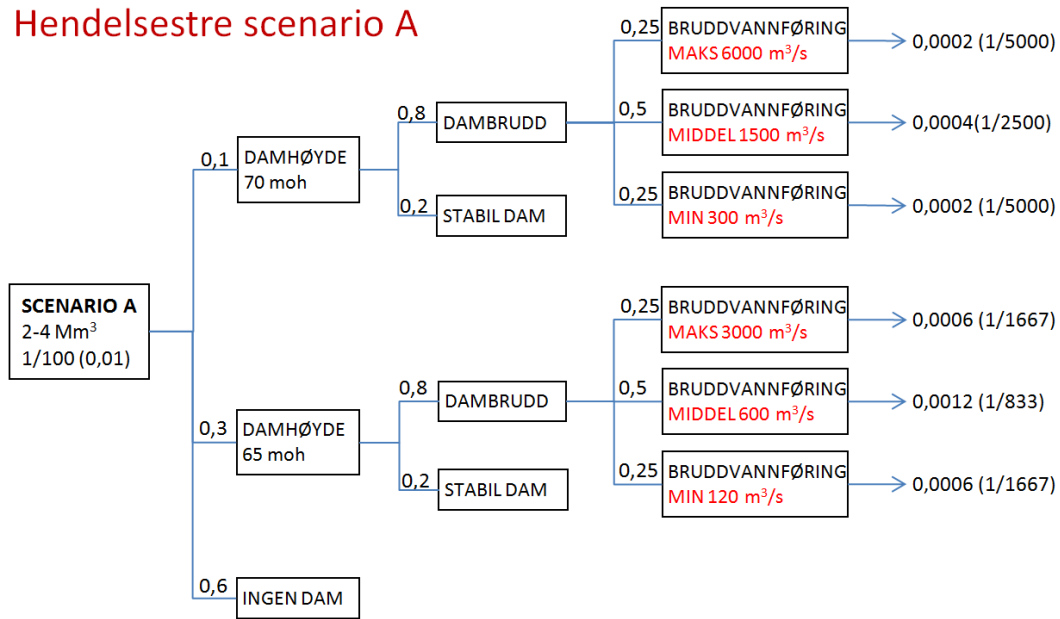 Hendelsestre scenario A
SCENARIO A
2-4 Mm³
1/100 (0,01)
0,1
DAMHØYDE
70 moh
0,8
DAMBRUDD
0,25
BRUDDVANNFØRING
MAKS 6000 m³/s
0,0002 (1/5000)
0,5
BRUDDVANNFØRING
MIDDEL 1500 m³/s
0,0004(1/2500)
0,25
BRUDDVANNFØRING
MIN 300 m³/s
0,0002 (1/5000)
0,2
STABIL DAM
0,3
DAMHØYDE
65 moh
0,8
DAMBRUDD
0,25
BRUDDVANNFØRING
MAKS 3000 m³/s
0,0006 (1/1667)
0,5
BRUDDVANNFØRING
MIDDEL 600 m³/s
0,0012 (1/833)
0,25
BRUDDVANNFØRING
MIN 120 m³/s
0,0006 (1/1667)
0,2
STABIL DAM
0,6
INGEN DAM